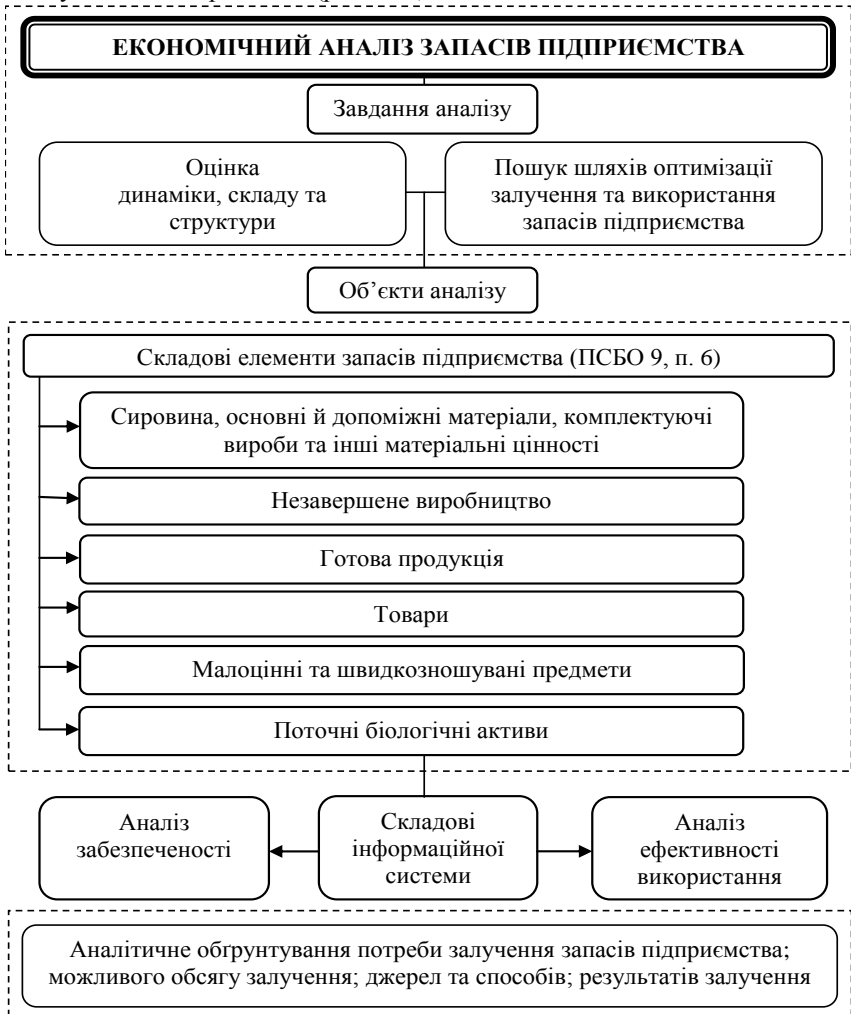 ЕКОНОМІЧНИЙ АНАЛІЗ ЗАПАСІВ ПІДПРИЄМСТВА
Завдання аналізу
Оцінка
динаміки, складу та
структури
Пошук шляхів оптимізації
залучення та використання
запасів підприємства
Об’єкти аналізу
Складові елементи запасів підприємства (ПСБО 9, п. 6)
Сировина, основні й допоміжні матеріали, комплектуючі
вироби та інші матеріальні цінності
Незавершене виробництво
Готова продукція
Товари
Малоцінні та швидкозношувані предмети
Поточні біологічні активи
Аналіз
забезпеченості
Складові
інформаційної
системи
Аналіз
ефективності
використання
Аналітичне обґрунтування потреби залучення запасів підприємства;
можливого обсягу залучення; джерел та способів; результатів залучення